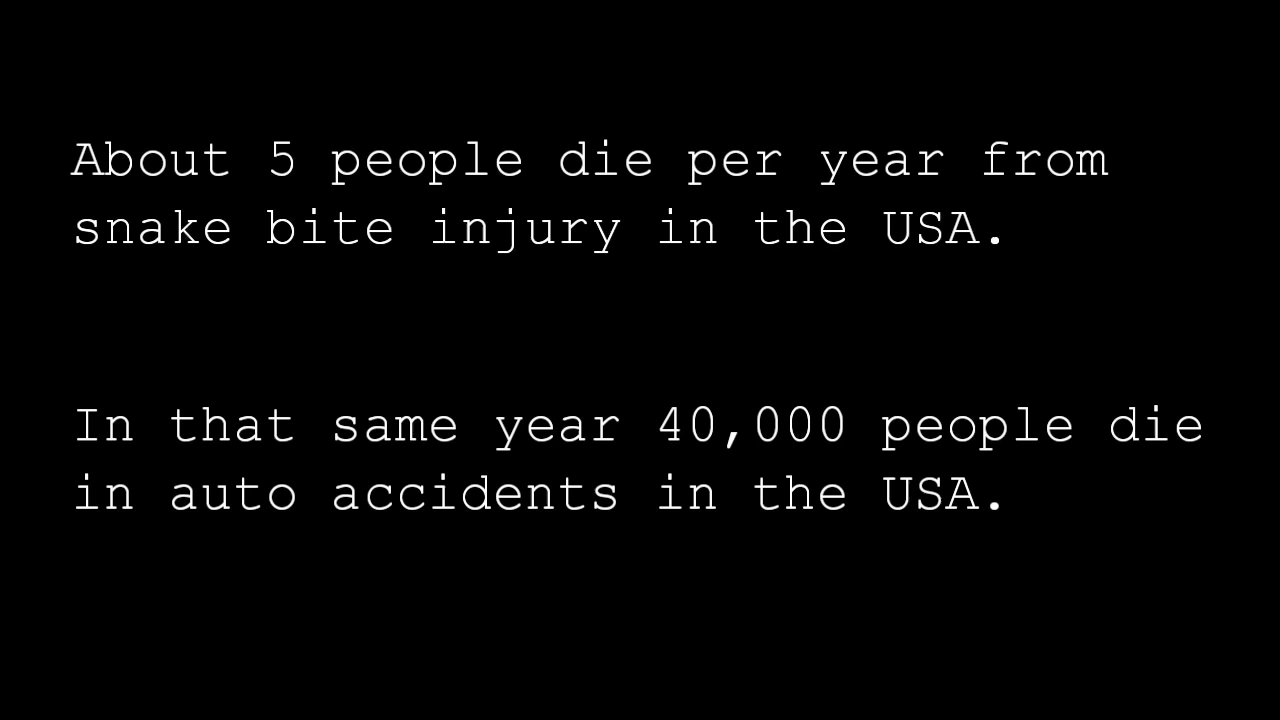 About 5 people die per year from
snake bite injury in the USA.
In that same year 40,000 people die
in auto accidents in the USA.